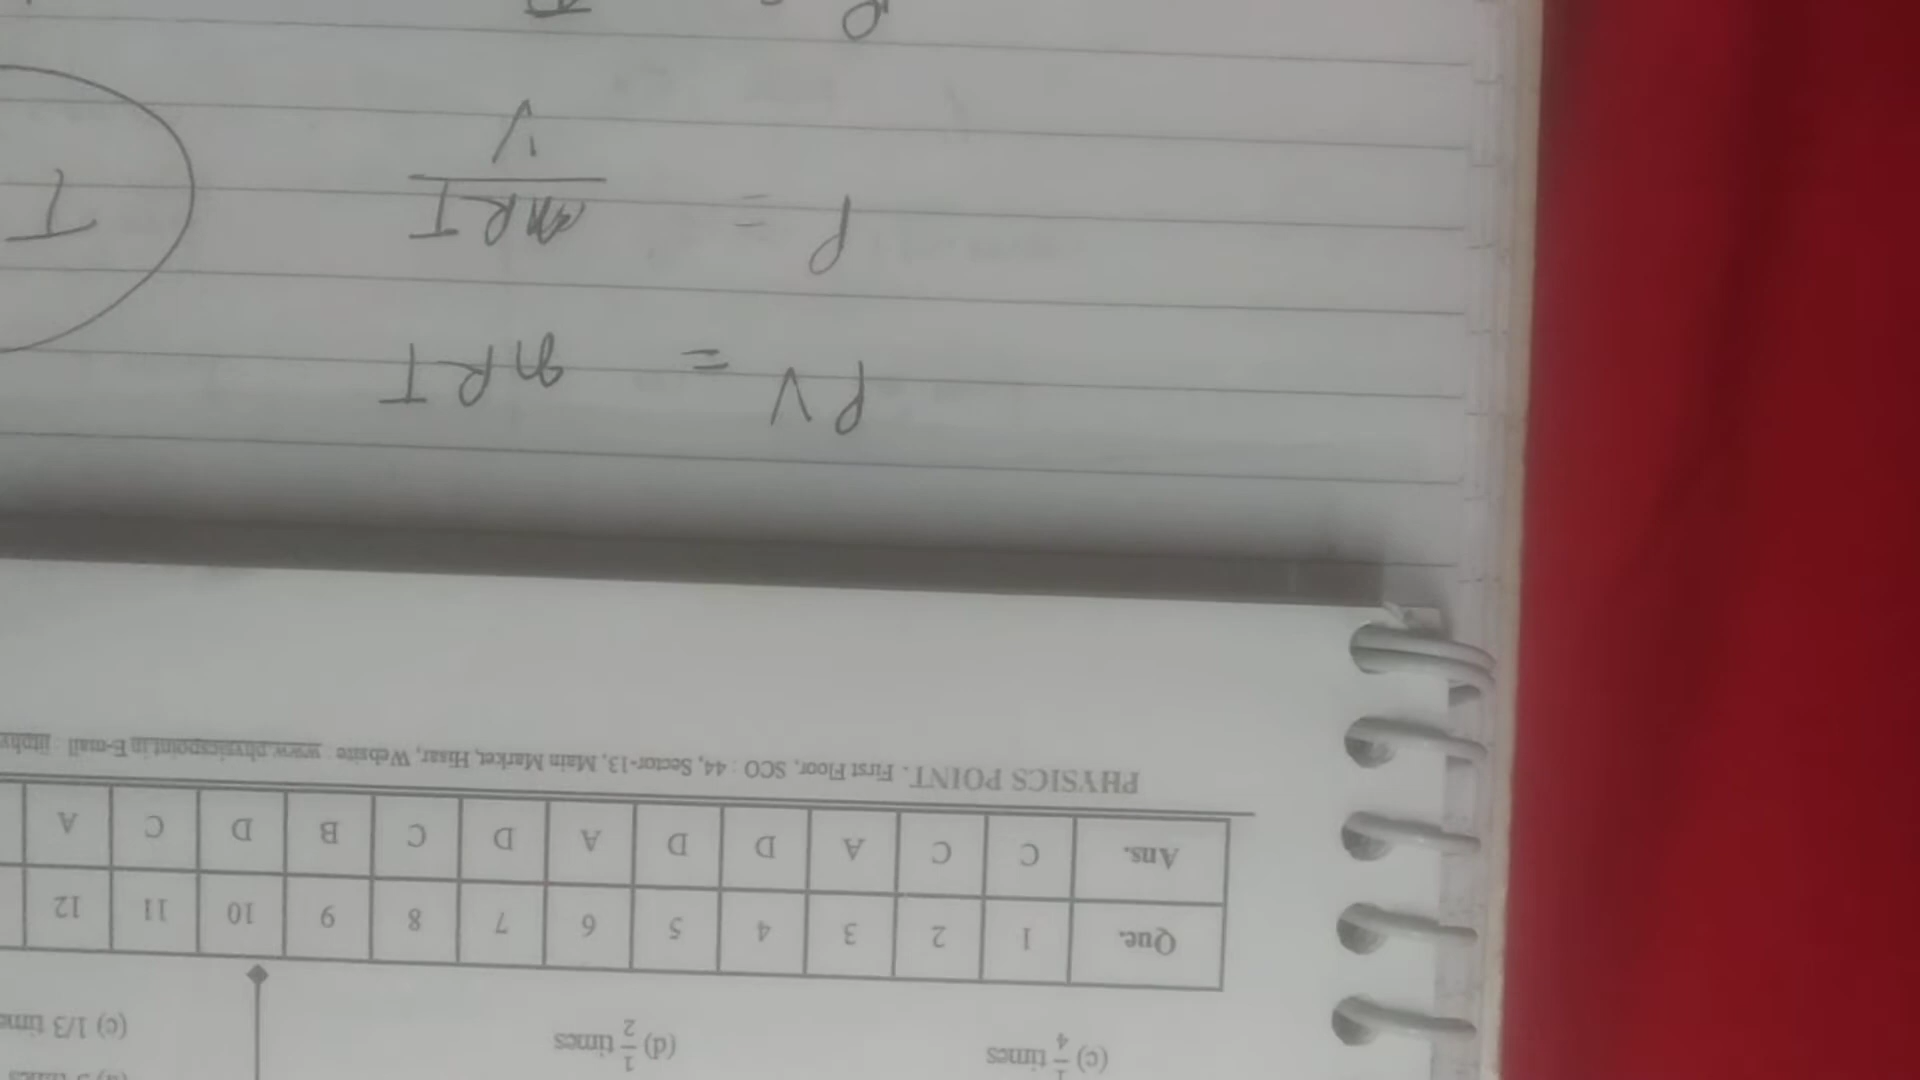 (c) 1/4 times (d) 1/2 times
(c) 1/3
Que. 1 2 3 4 5 6 7 8 9 10 11 12
Ans. C C A D D A D C B D C A
PHYSICS POINT. First Floor, SCO : 44, Sector-13, Main Market, Hisar, Website : www.physicspoint.in E-mail :
PV = nRT
P = nRT
V
T
P